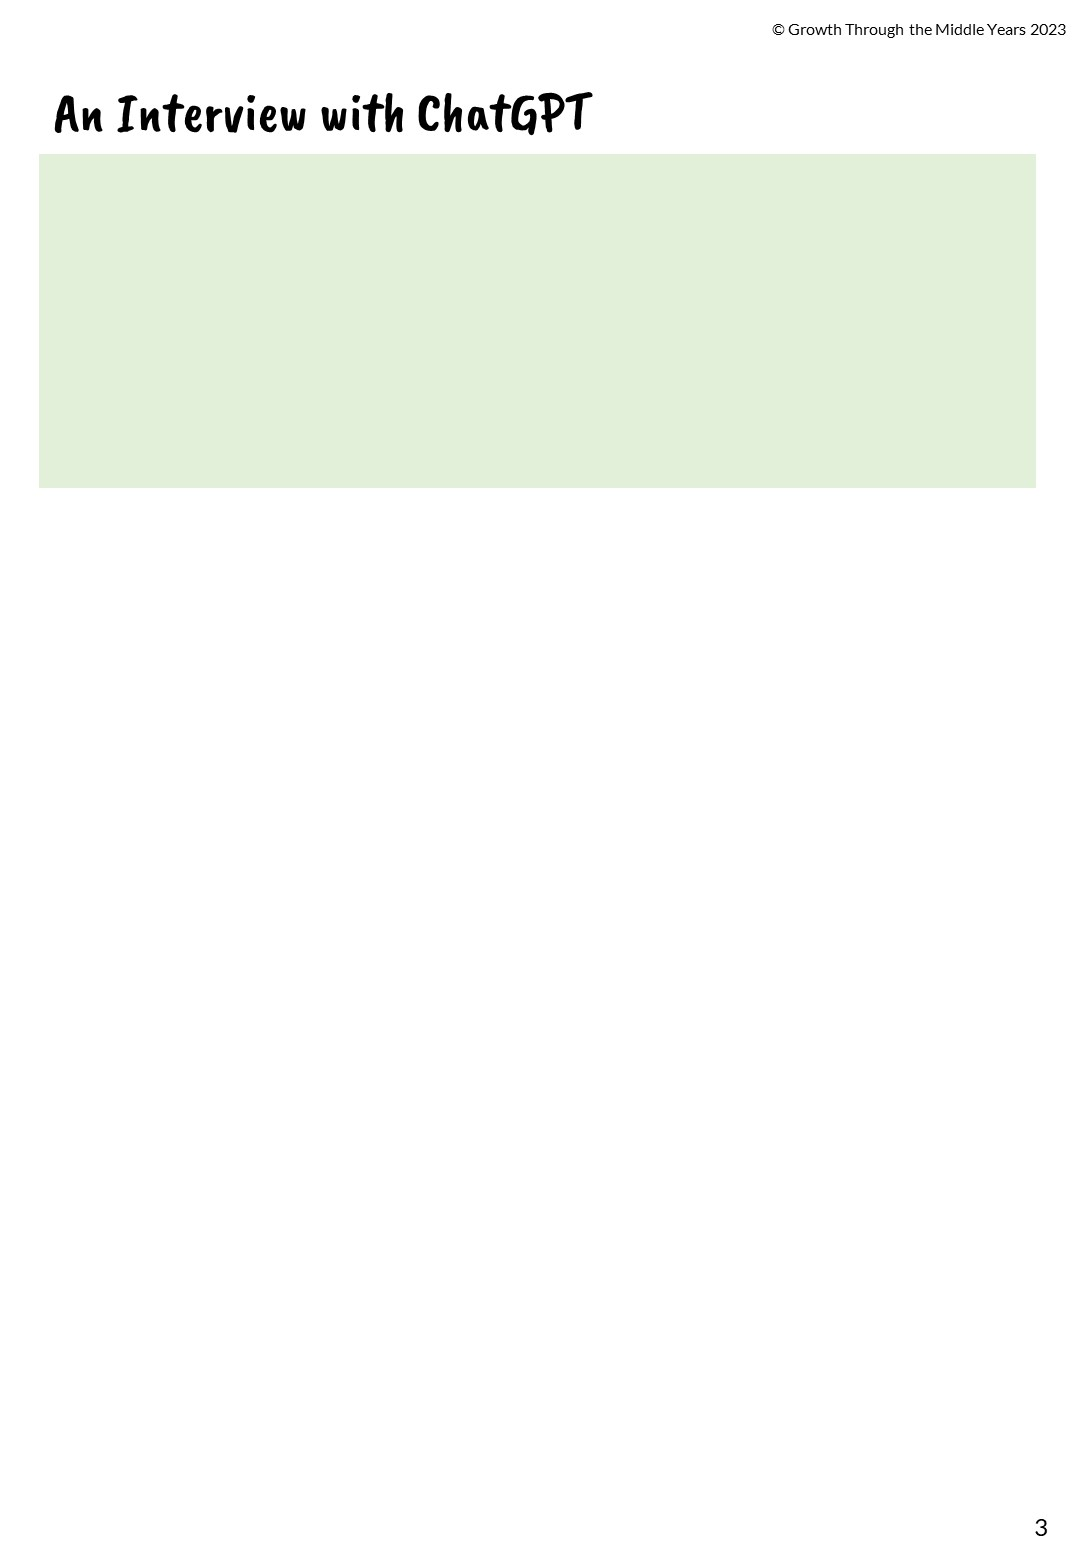 © Growth Through the Middle Years 2023
An Interview with ChatGPT
3